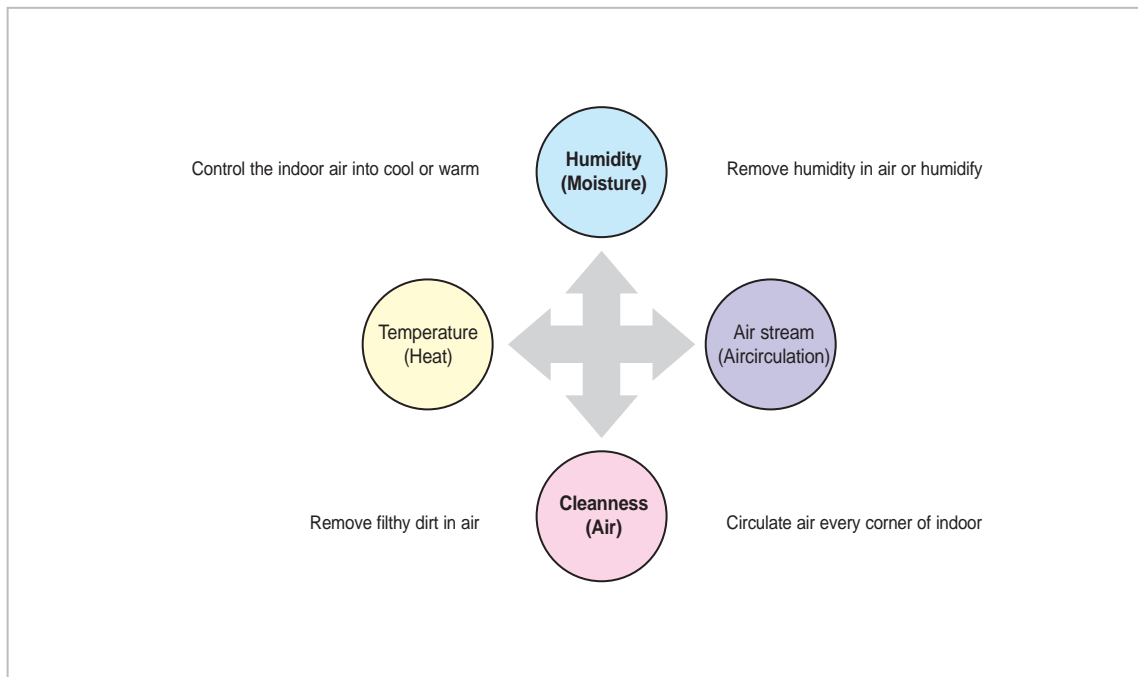 Humidity
(Moisture)
Control the indoor air into cool or warm
Remove humidity in air or humidify
Temperature
(Heat)
Air stream
(Aircirculation)
Cleanness
(Air)
Remove filthy dirt in air
Circulate air every corner of indoor